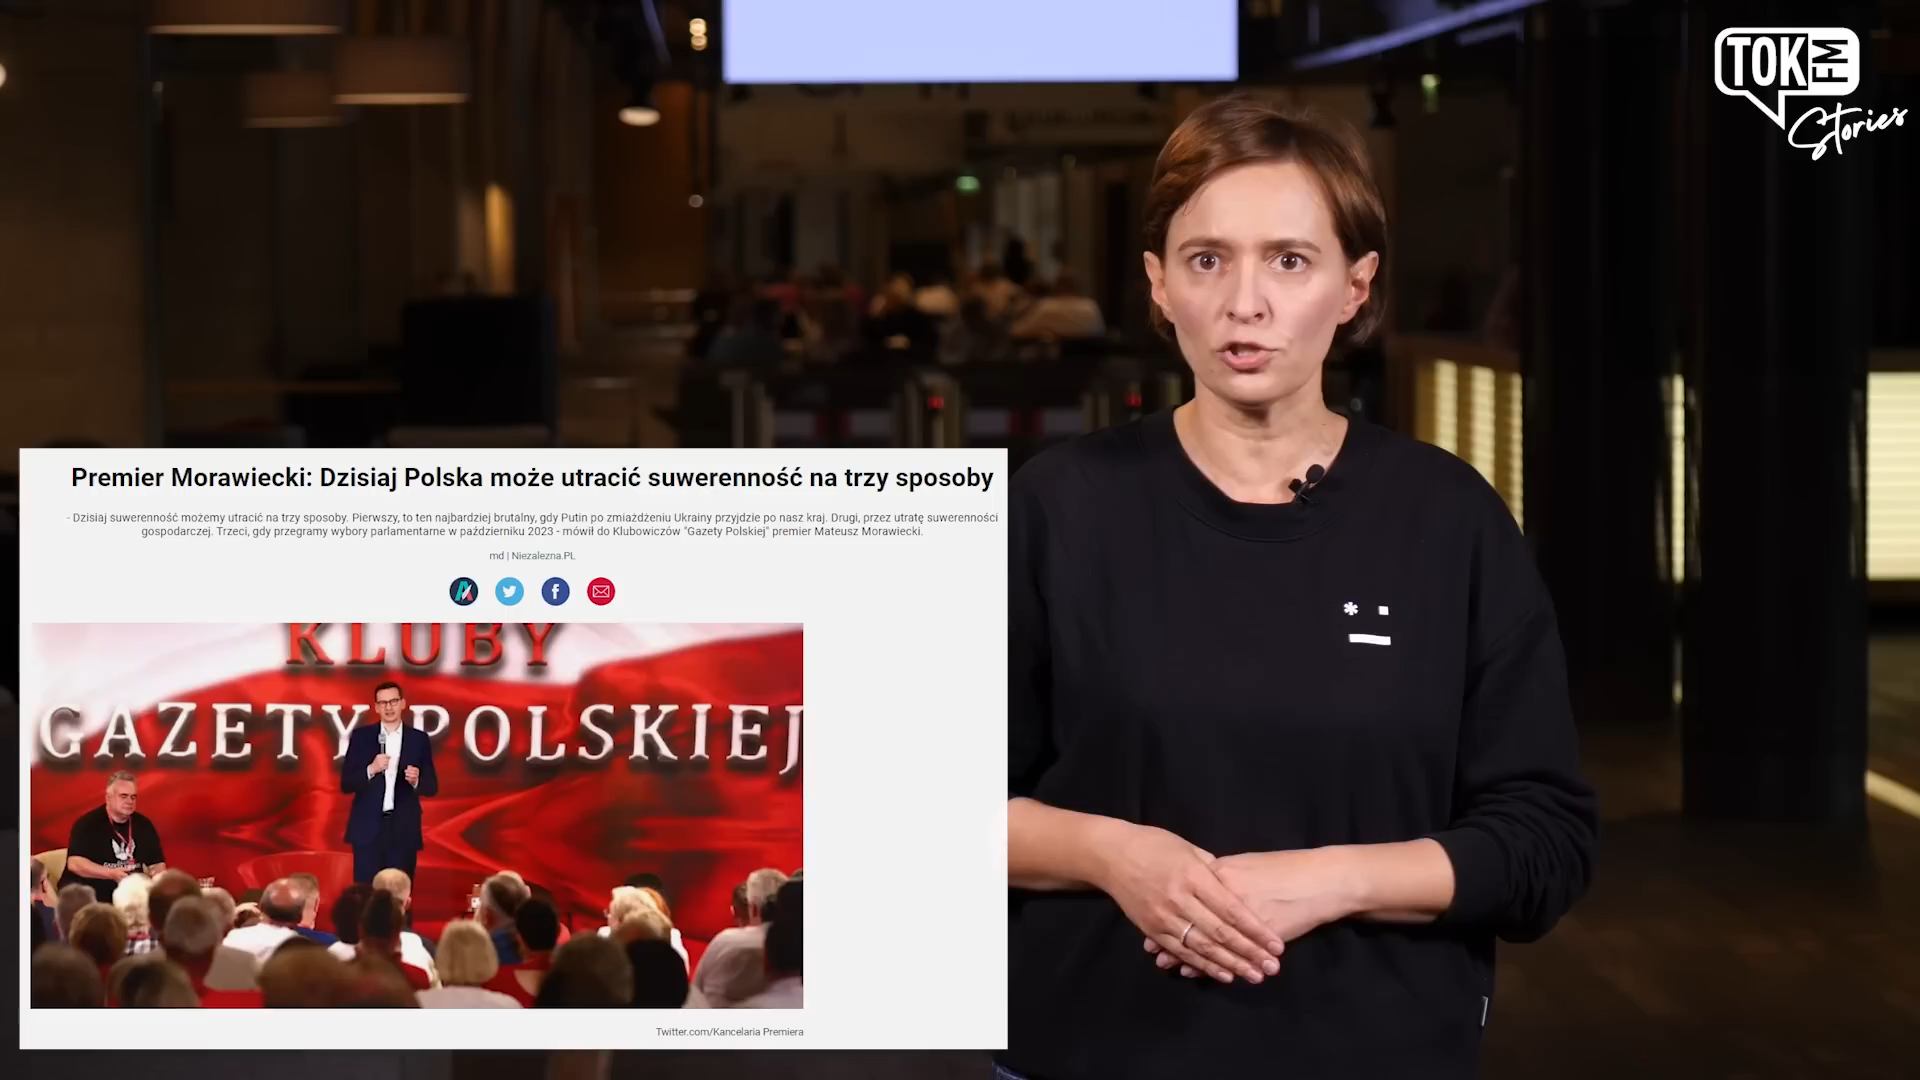 TOK FM
Stories
Premier Morawiecki: Dzisiaj Polska może utracić suwerenność na trzy sposoby
- Dzisiaj suwerenność możemy utracić na trzy sposoby. Pierwszy, to ten najbardziej brutalny, gdy Putin po zmiażdżeniu Ukrainy przyjdzie po nasz kraj. Drugi, przez utratę suwerenności
gospodarczej. Trzeci, gdy przegramy wybory parlamentarne w październiku 2023 - mówił do Klubowiczów "Gazety Polskiej" premier Mateusz Morawiecki.
md | Niezalezna.PL
KLUBY
GAZETY POLSKIEJ
Twitter.com/Kancelaria Premiera